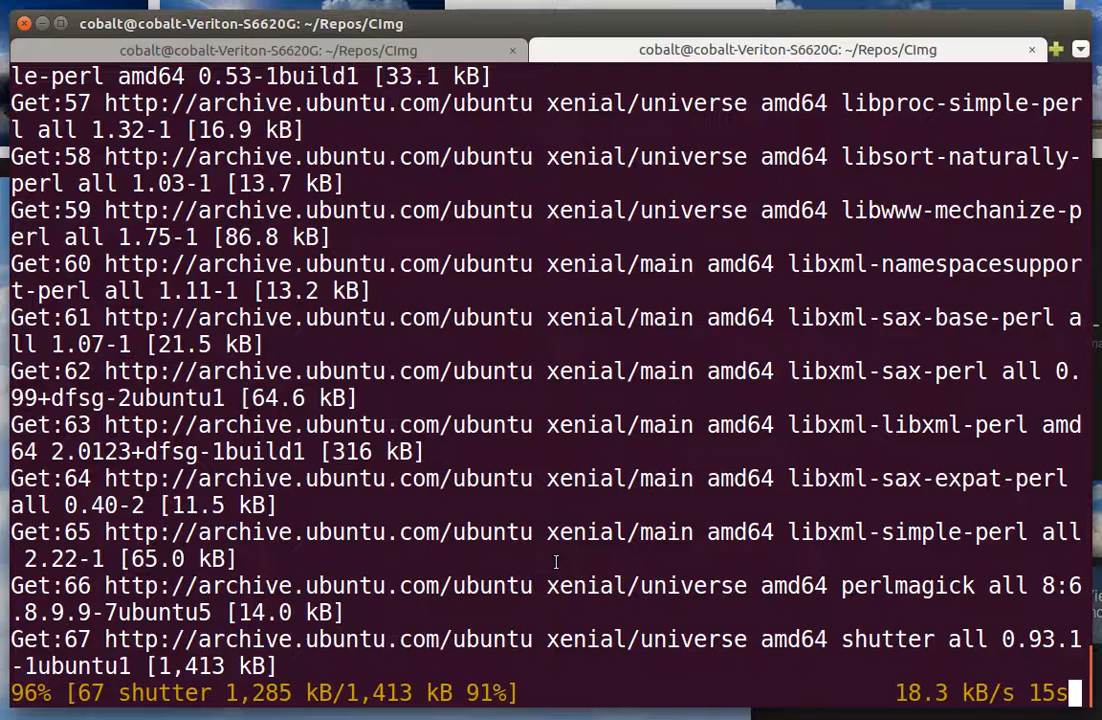 cobalt@cobalt-Veriton-S6620G: ~/Repos/CImg
cobalt@cobalt-Veriton-S6620G: ~/Repos/CImg × cobalt@cobalt-Veriton-S6620G: ~/Repos/CImg ×
le-perl amd64 0.53-1build1 [33.1 kB]
Get:57 http://archive.ubuntu.com/ubuntu xenial/universe amd64 libproc-simple-per
l all 1.32-1 [16.9 kB]
Get:58 http://archive.ubuntu.com/ubuntu xenial/universe amd64 libsort-naturally-
perl all 1.03-1 [13.7 kB]
Get:59 http://archive.ubuntu.com/ubuntu xenial/universe amd64 libwww-mechanize-p
erl all 1.75-1 [86.8 kB]
Get:60 http://archive.ubuntu.com/ubuntu xenial/main amd64 libxml-namespacesuppor
t-perl all 1.11-1 [13.2 kB]
Get:61 http://archive.ubuntu.com/ubuntu xenial/main amd64 libxml-sax-base-perl a
ll 1.07-1 [21.5 kB]
Get:62 http://archive.ubuntu.com/ubuntu xenial/main amd64 libxml-sax-perl all 0.
99+dfsg-2ubuntu1 [64.6 kB]
Get:63 http://archive.ubuntu.com/ubuntu xenial/main amd64 libxml-libxml-perl amd
64 2.0123+dfsg-1build1 [316 kB]
Get:64 http://archive.ubuntu.com/ubuntu xenial/main amd64 libxml-sax-expat-perl
all 0.40-2 [11.5 kB]
Get:65 http://archive.ubuntu.com/ubuntu xenial/main amd64 libxml-simple-perl all
 2.22-1 [65.0 kB]
Get:66 http://archive.ubuntu.com/ubuntu xenial/universe amd64 perlmagick all 8:6
.8.9.9-7ubuntu5 [14.0 kB]
Get:67 http://archive.ubuntu.com/ubuntu xenial/universe amd64 shutter all 0.93.1
-1ubuntu1 [1,413 kB]
96% [67 shutter 1,285 kB/1,413 kB 91%] 18.3 kB/s 15s